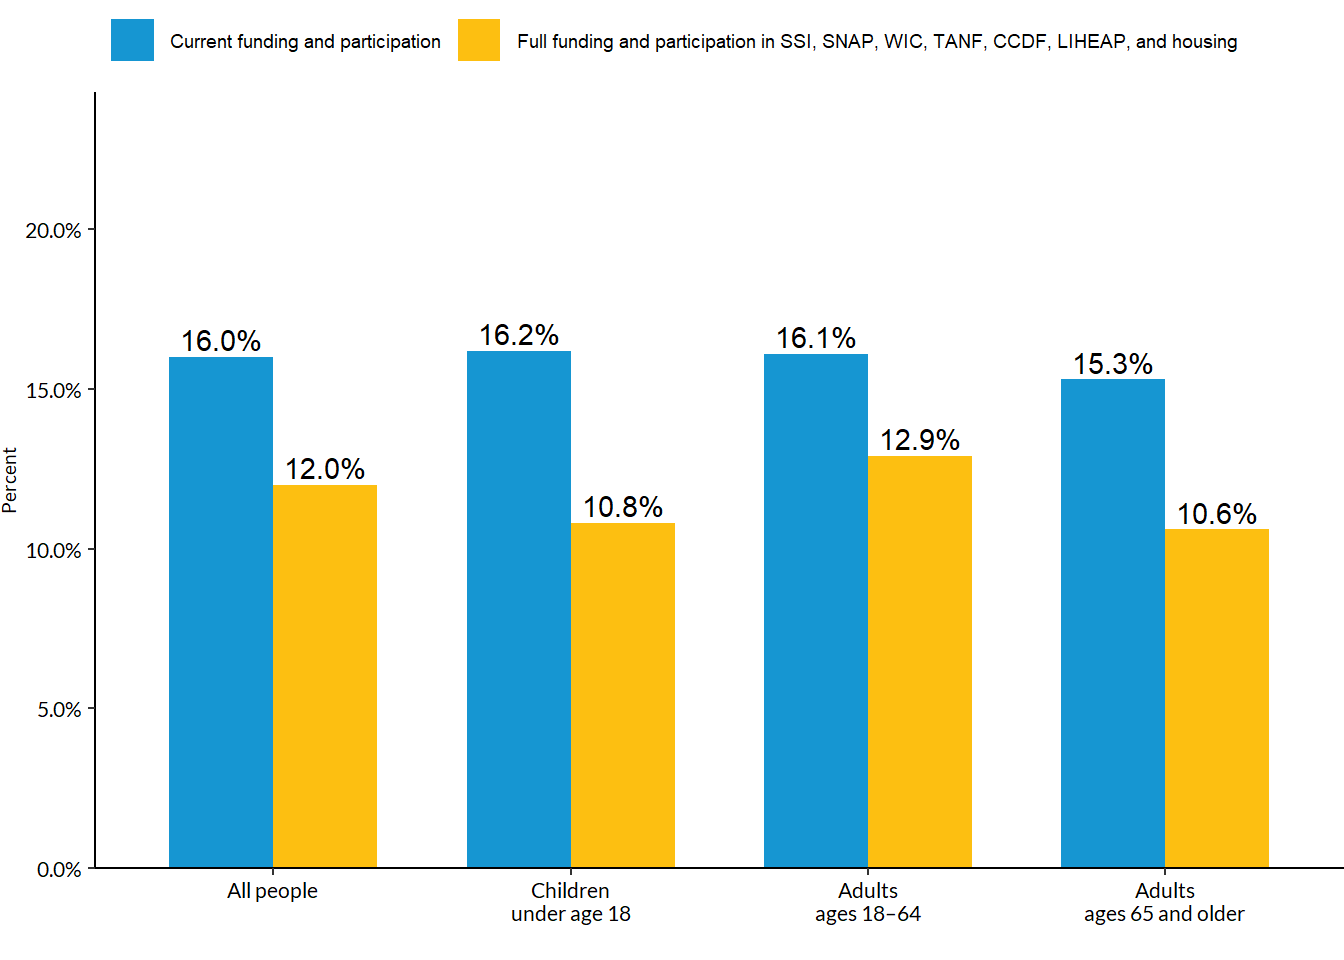 Current funding and participation
Full funding and participation in SSI, SNAP, WIC, TANF, CCDF, LIHEAP, and housing
Percent
20.0%
15.0%
10.0%
5.0%
0.0%
16.0%
12.0%
16.2%
10.8%
16.1%
12.9%
15.3%
10.6%
All people
Children
under age 18
Adults
ages 18–64
Adults
ages 65 and older